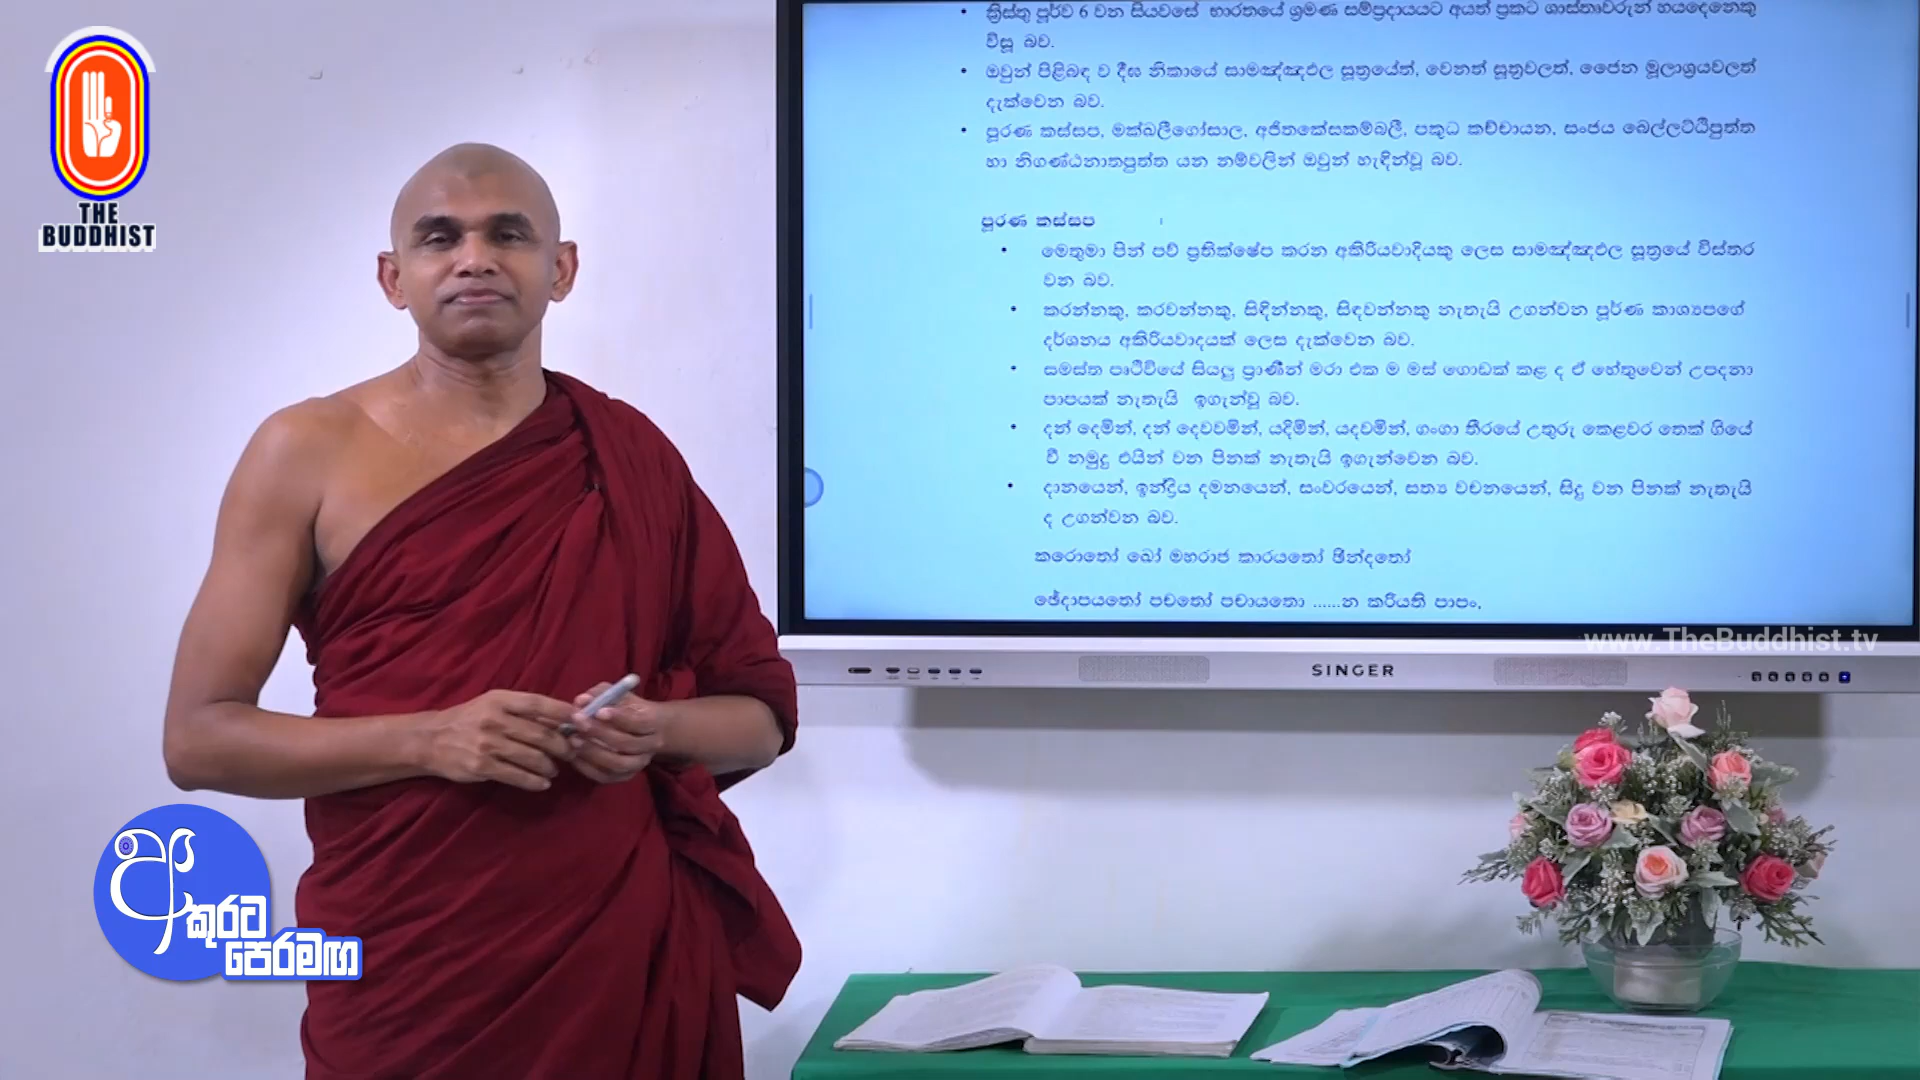 THE
BUDDHIST
ක්‍රිස්තු පූර්ව 6 වන සියවසේ භාරතයේ ශ්‍රමණ සම්ප්‍රදායයට අයත් ප්‍රකට ශාස්තෘවරුන් හයදෙනෙකු
විසූ බව.
ඔවුන් පිළිබඳ ව දීඝ නිකායේ සාමඤ්ඤඵල සූත්‍රයේත්, වෙනත් සූත්‍රවලත්, ජෛන මූලාශ්‍රයවලත්
දැක්වෙන බව.
පූරණ කස්සප, මක්ඛලීගෝසාල, අජිතකේසකම්බලී, පකුධ කච්චායන, සංජය බෙල්ලට්ඨිපුත්ත
හා නිගණ්ඨනාතපුත්ත යන නම්වලින් ඔවුන් හැඳින්වූ බව.
පූරණ කස්සප
මෙතුමා පින් පව් ප්‍රතික්ෂේප කරන අකිරියවාදියකු ලෙස සාමඤ්ඤඵල සූත්‍රයේ විස්තර
වන බව.
කරන්නකු, කරවන්නකු, සිඳින්නකු, සිඳවන්නකු නැතැයි උගන්වන පූර්ණ කාශ්‍යපගේ
දර්ශනය අකිරියවාදයක් ලෙස දැක්වෙන බව.
සමස්ත පෘථිවියේ සියලු ප්‍රාණීන් මරා එක ම මස් ගොඩක් කළ ද ඒ හේතුවෙන් උපදනා
පාපයක් නැතැයි ඉගැන්වූ බව.
දන් දෙමින්, දන් දෙවවමින්, යදිමින්, යදවමින්, ගංගා තීරයේ උතුරු කෙළවර තෙක් ගියේ
වී නමුදු එයින් වන පිනක් නැතැයි ඉගැන්වෙන බව.
දානයෙන්, ඉන්ද්‍රිය දමනයෙන්, සංවරයෙන්, සත්‍ය වචනයෙන්, සිදු වන පිනක් නැතැයි
ද උගන්වන බව.
කරොතෝ ඛෝ මහරාජ කාරයතෝ ඡින්දතෝ
ඡේදාපයතෝ පචතෝ පචායතො ......න කරියති පාපං,
www.TheBuddhist.tv
SINGER
අකුරට
පෙරමඟ